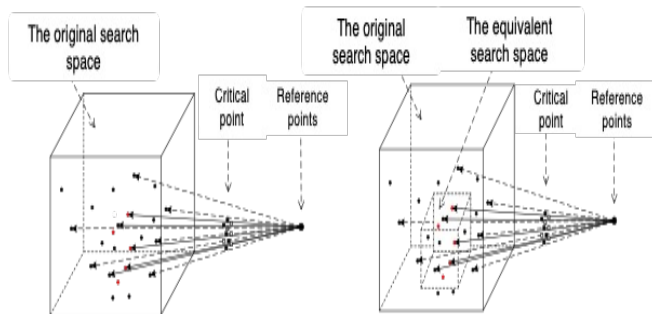 The original search
space
Critical
point
Reference
points
The original
search space
The equivalent
search space
Critical
point
Reference
points